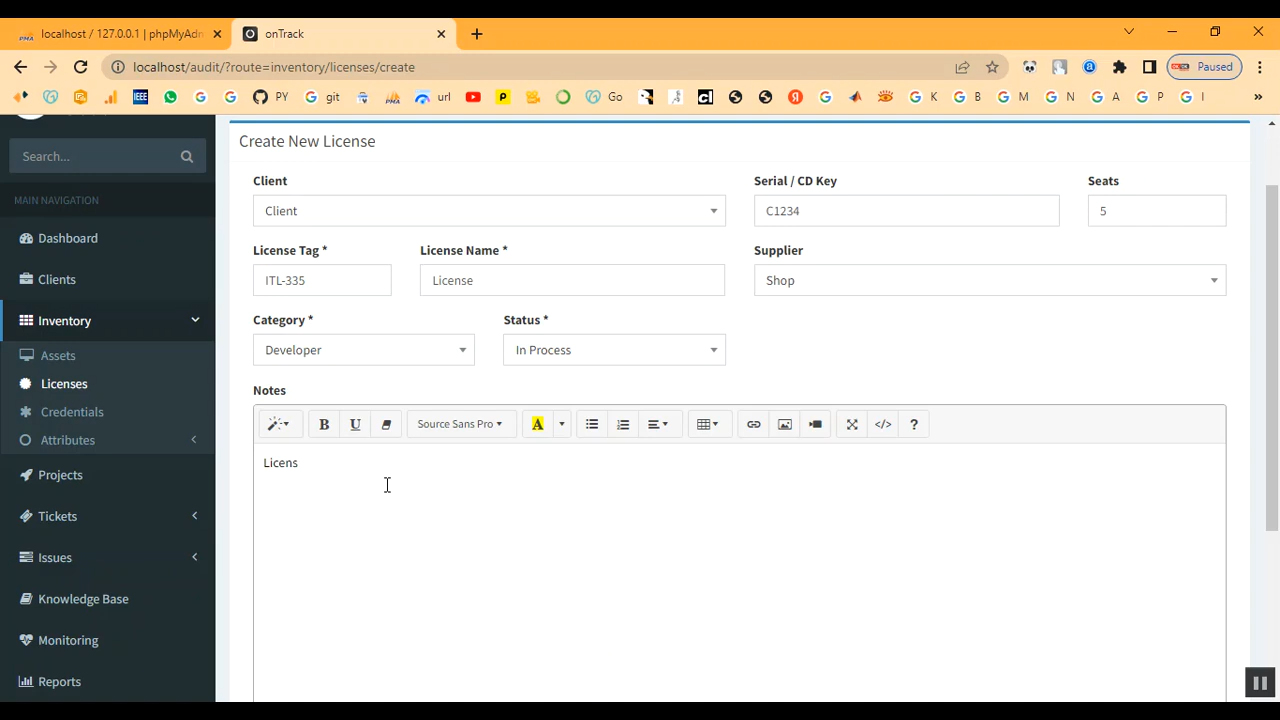 localhost / 127.0.0.1 | phpMyAdn
onTrack
localhost/audit/?route=inventory/licenses/create
Paused
PY
git
url
Go
K
B
M
N
A
P
I
Search...
MAIN NAVIGATION
Dashboard
Clients
Inventory
Assets
Licenses
Credentials
Attributes
Projects
Tickets
Issues
Knowledge Base
Monitoring
Reports
Create New License
Client
Serial / CD Key
Seats
Client
C1234
5
License Tag *
License Name *
Supplier
ITL-335
License
Shop
Category *
Status *
Developer
In Process
Notes
B
U
Source Sans Pro
A
</>
?
Licens